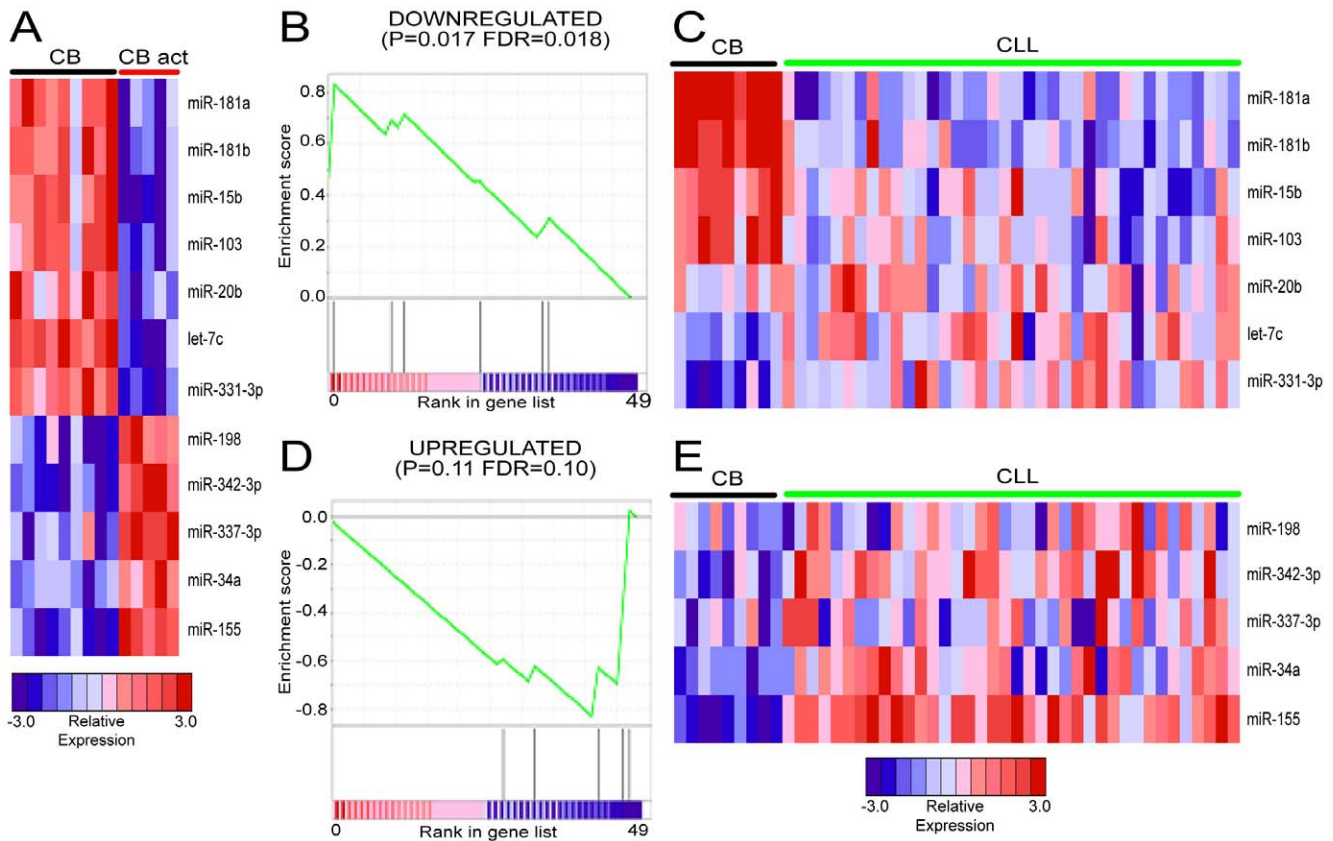 A
CB
CB act
miR-181a
miR-181b
miR-15b
miR-103
miR-20b
let-7c
miR-331-3p
miR-198
miR-342-3p
miR-337-3p
miR-34a
miR-155
-3.0
Relative
Expression
3.0
B
DOWNREGULATED
(P=0.017 FDR=0.018)
Enrichment score
0.8
0.6
0.4
0.2
0.0
0
Rank in gene list
49
C
CB
CLL
miR-181a
miR-181b
miR-15b
miR-103
miR-20b
let-7c
miR-331-3p
D
UPREGULATED
(P=0.11 FDR=0.10)
Enrichment score
0.0
-0.2
-0.4
-0.6
-0.8
0
Rank in gene list
49
E
CB
CLL
miR-198
miR-342-3p
miR-337-3p
miR-34a
miR-155
-3.0
Relative
Expression
3.0